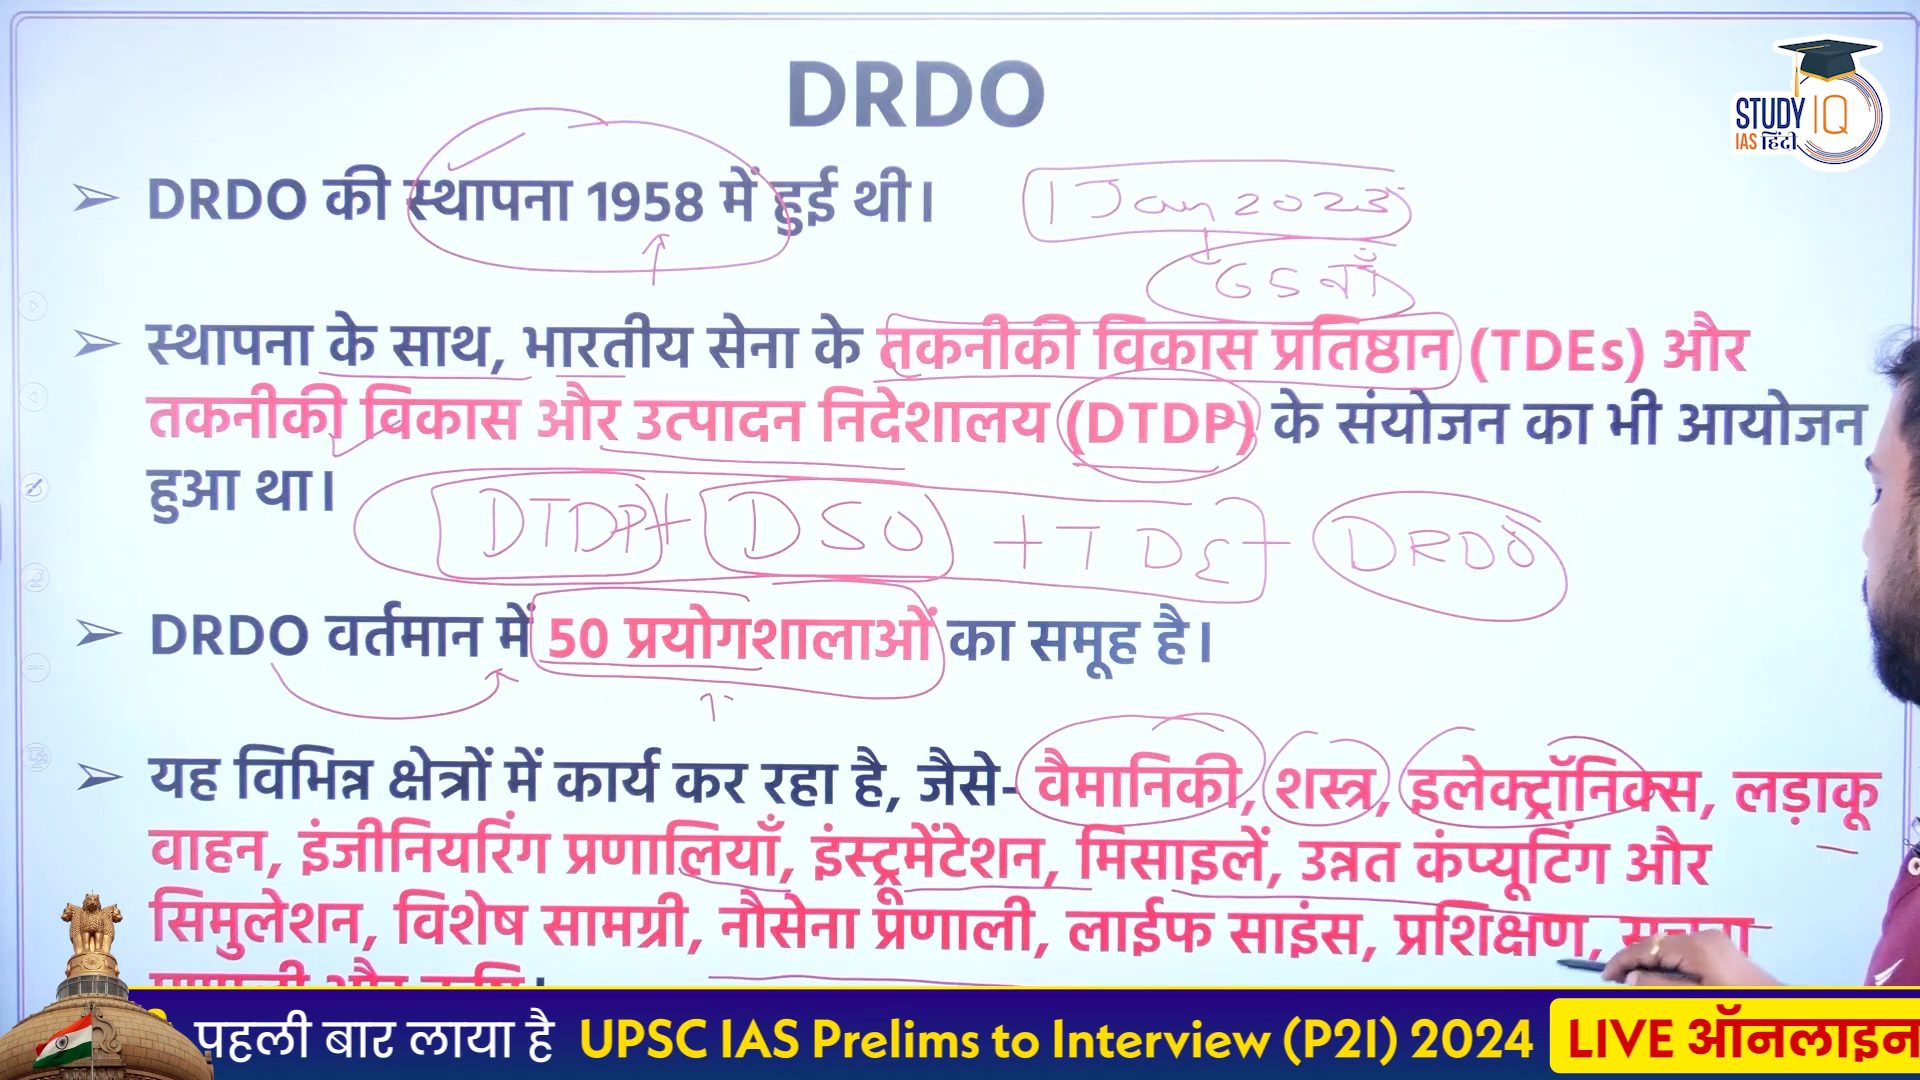 DRDO
STUDY IQ
IAS हिंदी
➢ DRDO की स्थापना 1958 में हुई थी।
1 Jan 2023
65 वाँ
➢ स्थापना के साथ, भारतीय सेना के तकनीकी विकास प्रतिष्ठान (TDEs) और
तकनीकी विकास और उत्पादन निदेशालय (DTDP) के संयोजन का भी आयोजन
हुआ था।
DTDP + DSO + TDE - DRDO
➢ DRDO वर्तमान में 50 प्रयोगशालाओं का समूह है।
➢ यह विभिन्न क्षेत्रों में कार्य कर रहा है, जैसे- वैमानिकी, शस्त्र, इलेक्ट्रॉनिक्स, लड़ाकू
वाहन, इंजीनियरिंग प्रणालियाँ, इंस्ट्रूमेंटेशन, मिसाइलें, उन्नत कंप्यूटिंग और
सिमुलेशन, विशेष सामग्री, नौसेना प्रणाली, लाईफ साइंस, प्रशिक्षण,
पहली बार लाया है UPSC IAS Prelims to Interview (P2I) 2024 LIVE ऑनलाइन